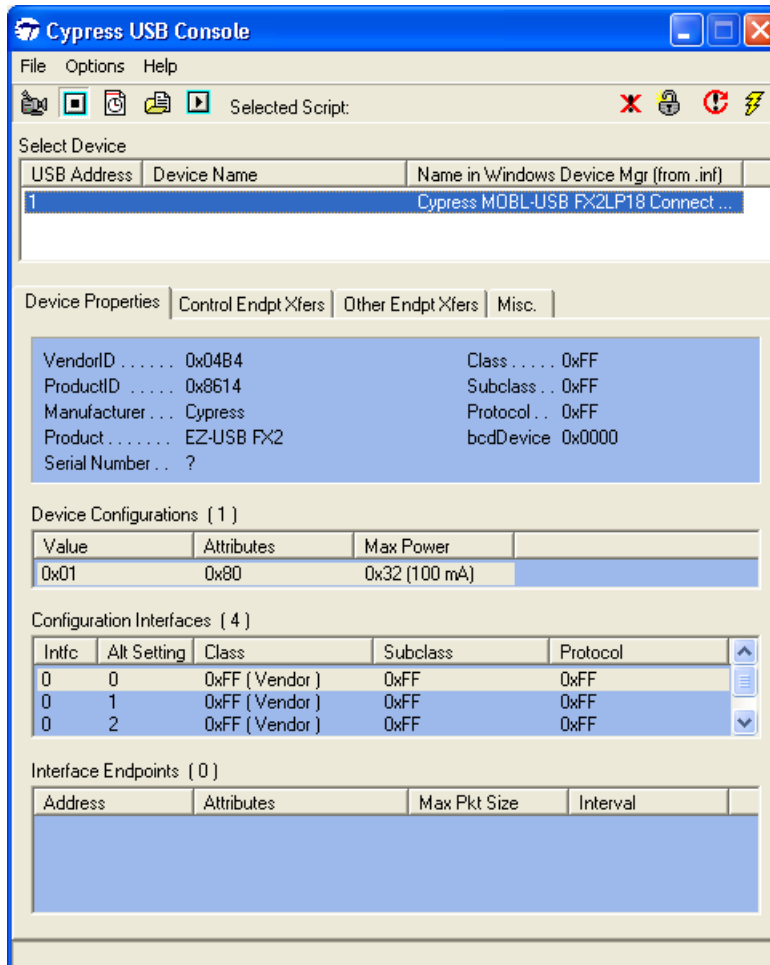 Cypress USB Console
File Options Help
Selected Script:
Select Device
USB Address Device Name Name in Windows Device Mgr (from .inf)
1 Cypress MOBL-USB FX2LP18 Connect ...
Device Properties Control Endpt Xfers Other Endpt Xfers Misc.
VendorID . . . . . . 0x04B4 Class . . . . . 0xFF
ProductID . . . . . 0x8614 Subclass . . 0xFF
Manufacturer . . . Cypress Protocol . . 0xFF
Product . . . . . . . EZ-USB FX2 bcdDevice 0x0000
Serial Number . . ?
Device Configurations ( 1 )
Value Attributes Max Power
0x01 0x80 0x32 (100 mA)
Configuration Interfaces ( 4 )
Intfc Alt Setting Class Subclass Protocol
0 0 0xFF ( Vendor ) 0xFF 0xFF
0 1 0xFF ( Vendor ) 0xFF 0xFF
0 2 0xFF ( Vendor ) 0xFF 0xFF
Interface Endpoints ( 0 )
Address Attributes Max Pkt Size Interval